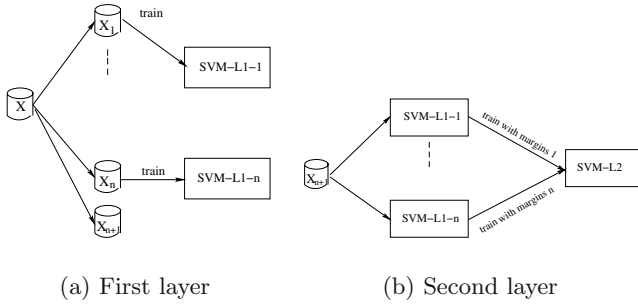 X
X1
train
SVM-L1-1
Xn
train
SVM-L1-n
Xn+1
(a) First layer
Xn+1
SVM-L1-1
SVM-L1-n
train with margins 1
train with margins n
SVM-L2
(b) Second layer